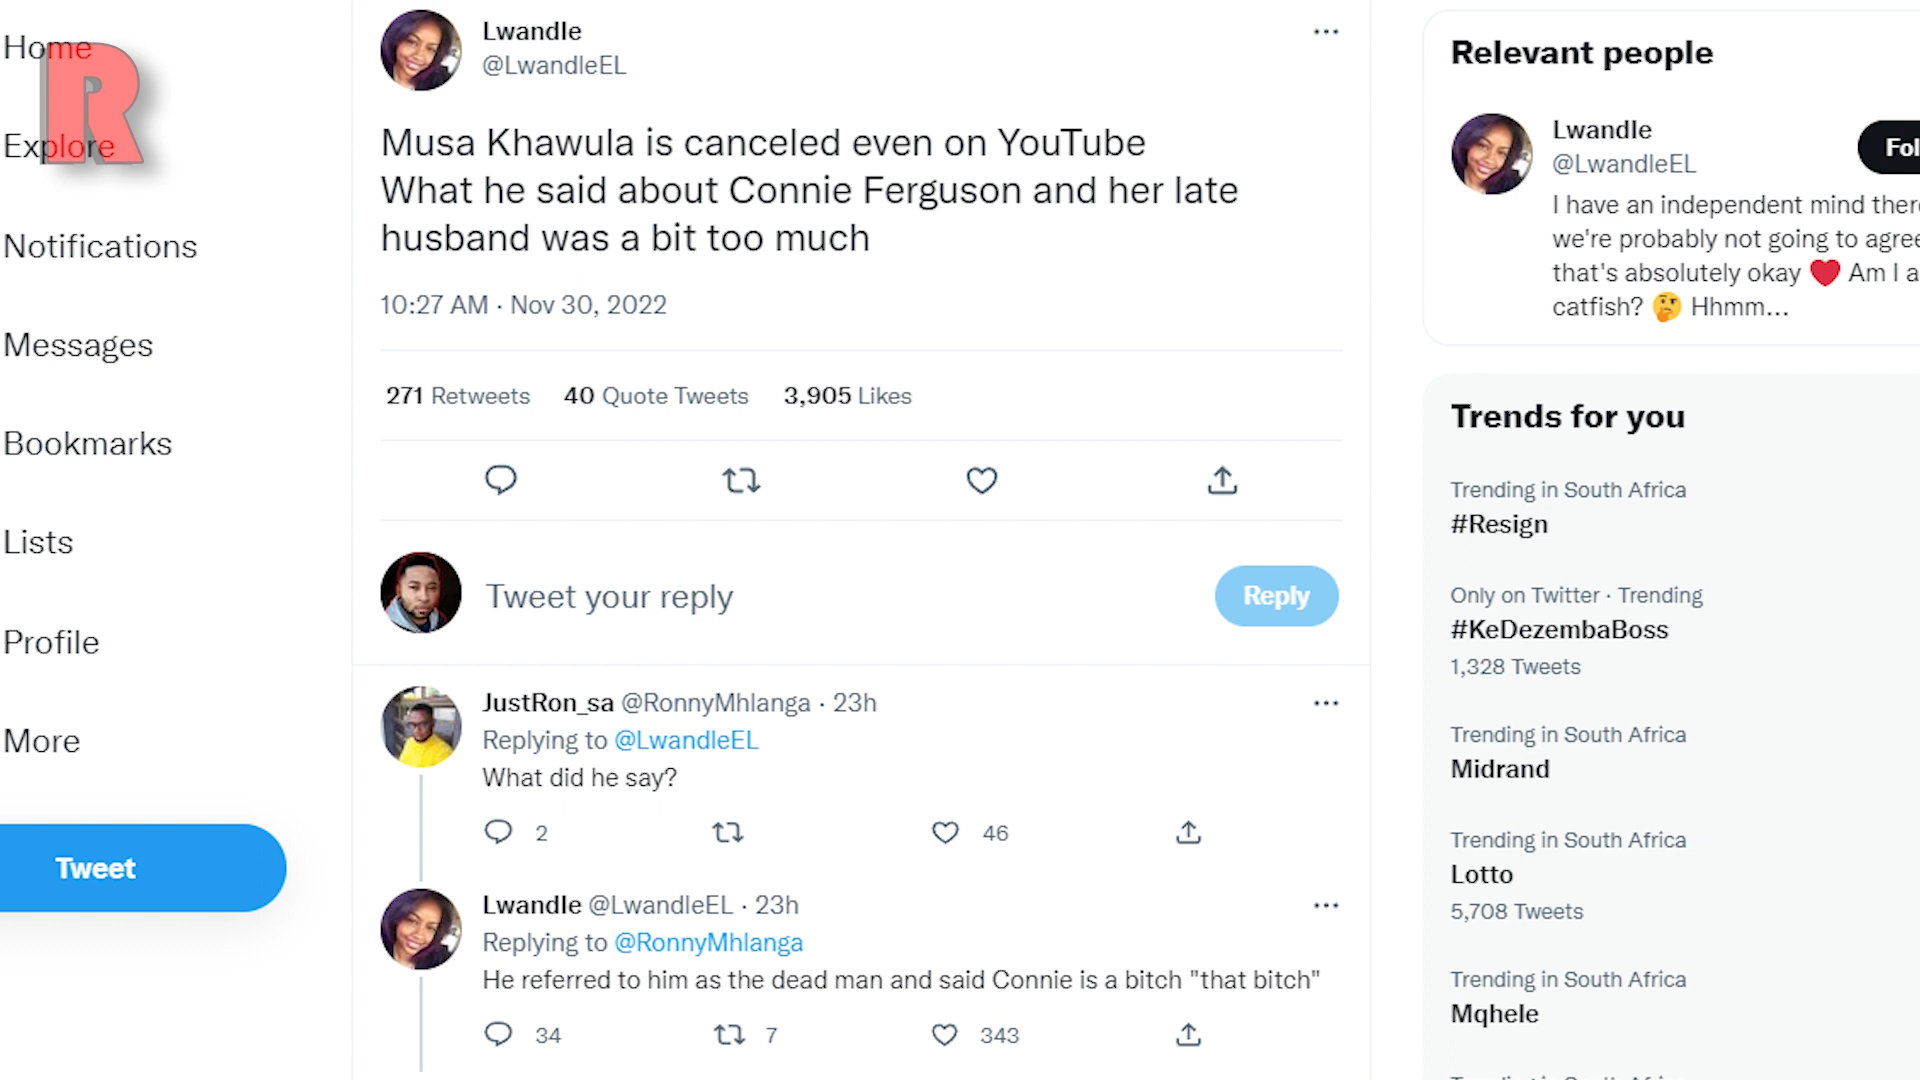 Home
R
Explore
Notifications
Messages
Bookmarks
Lists
Profile
More
Tweet
Lwandle
@LwandleEL
Musa Khawula is canceled even on YouTube
What he said about Connie Ferguson and her late
husband was a bit too much
10:27 AM · Nov 30, 2022
271 Retweets 40 Quote Tweets 3,905 Likes
Tweet your reply
Reply
JustRon_sa @RonnyMhlanga · 23h
Replying to @LwandleEL
What did he say?
2 46
Lwandle @LwandleEL · 23h
Replying to @RonnyMhlanga
He referred to him as the dead man and said Connie is a bitch "that bitch"
34 7 343
Relevant people
Lwandle
@LwandleEL
Fol
I have an independent mind ther
we're probably not going to agree
that's absolutely okay ❤️ Am I a
catfish? 🤔 Hhmm...
Trends for you
Trending in South Africa
#Resign
Only on Twitter · Trending
#KeDezembaBoss
1,328 Tweets
Trending in South Africa
Midrand
Trending in South Africa
Lotto
5,708 Tweets
Trending in South Africa
Mqhele